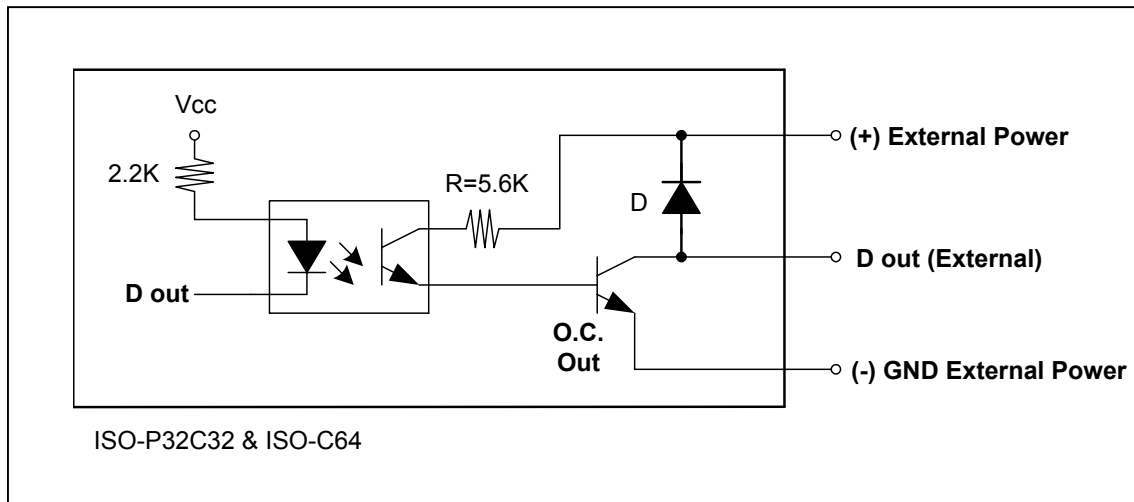 Vcc
2.2K
R=5.6K
(+) External Power
D
D out (External)
D out
O.C.
Out
(-) GND External Power
ISO-P32C32 & ISO-C64